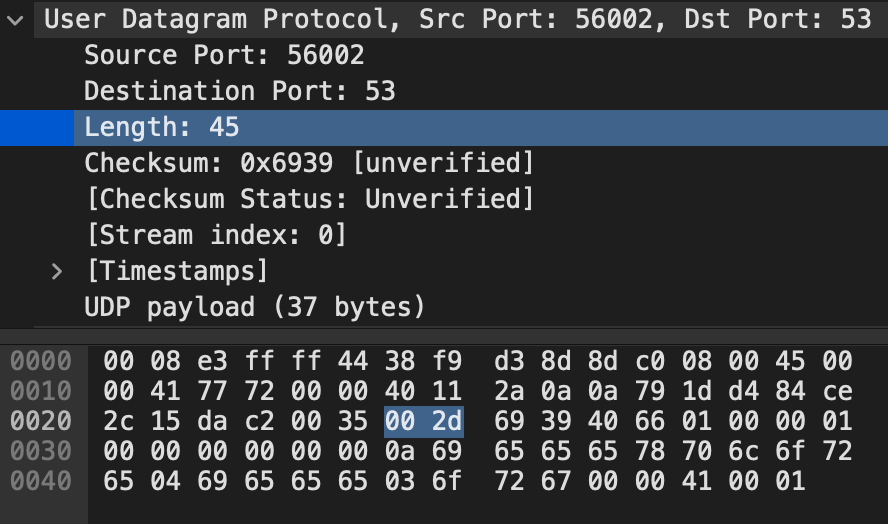 User Datagram Protocol, Src Port: 56002, Dst Port: 53
Source Port: 56002
Destination Port: 53
Length: 45
Checksum: 0x6939 [unverified]
[Checksum Status: Unverified]
[Stream index: 0]
[Timestamps]
UDP payload (37 bytes)
0000 00 08 e3 ff ff 44 38 f9 d3 8d 8d c0 08 00 45 00
0010 00 41 77 72 00 00 40 11 2a 0a 0a 79 1d d4 84 ce
0020 2c 15 da c2 00 35 00 2d 69 39 40 66 01 00 00 01
0030 00 00 00 00 00 00 0a 69 65 65 65 78 70 6c 6f 72
0040 65 04 69 65 65 65 03 6f 72 67 00 00 41 00 01